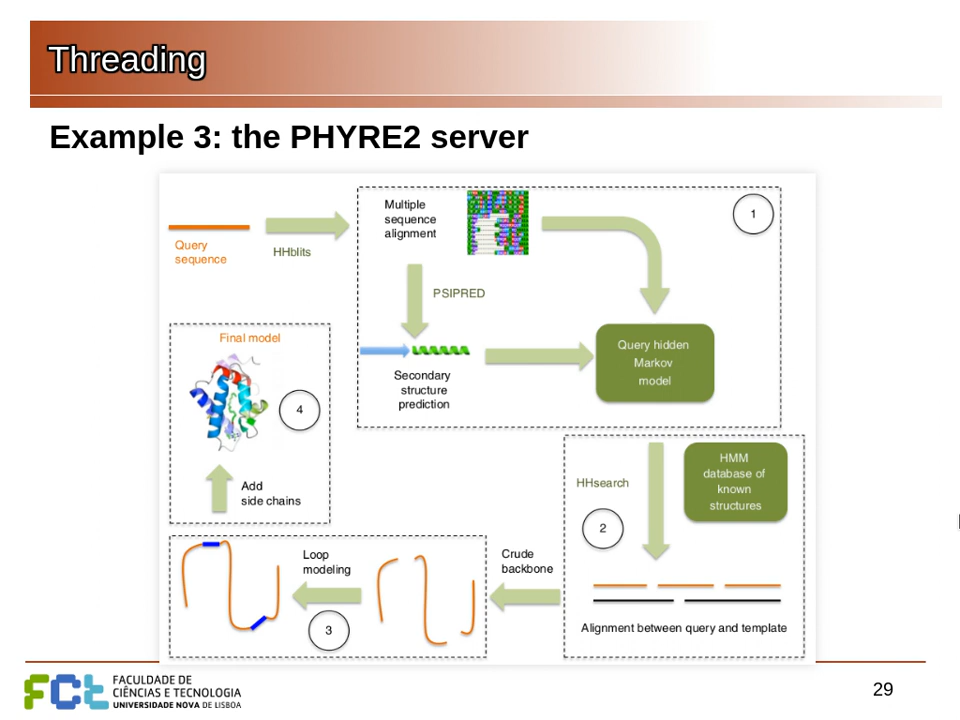 Threading
Example 3: the PHYRE2 server
Query
sequence
HHblits
Multiple
sequence
alignment
1
PSIPRED
Secondary
structure
prediction
Query hidden
Markov
model
Final model
4
Add
side chains
HHsearch
2
HMM
database of
known
structures
Alignment between query and template
Crude
backbone
Loop
modeling
3
FCt
FACULDADE DE
CIÊNCIAS E TECNOLOGIA
UNIVERSIDADE NOVA DE LISBOA
29